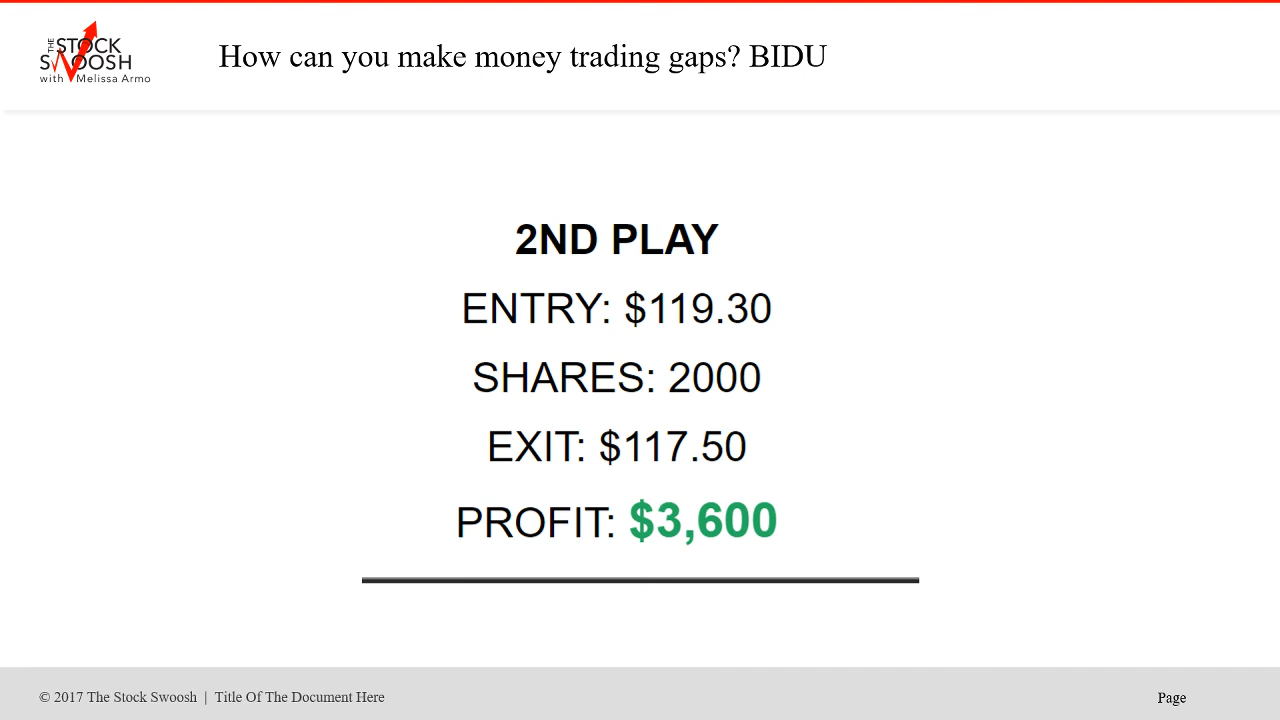 THE STOCK
SWOOSH
with Melissa Armo
How can you make money trading gaps? BIDU
2ND PLAY
ENTRY: $119.30
SHARES: 2000
EXIT: $117.50
PROFIT: $3,600
© 2017 The Stock Swoosh | Title Of The Document Here
Page